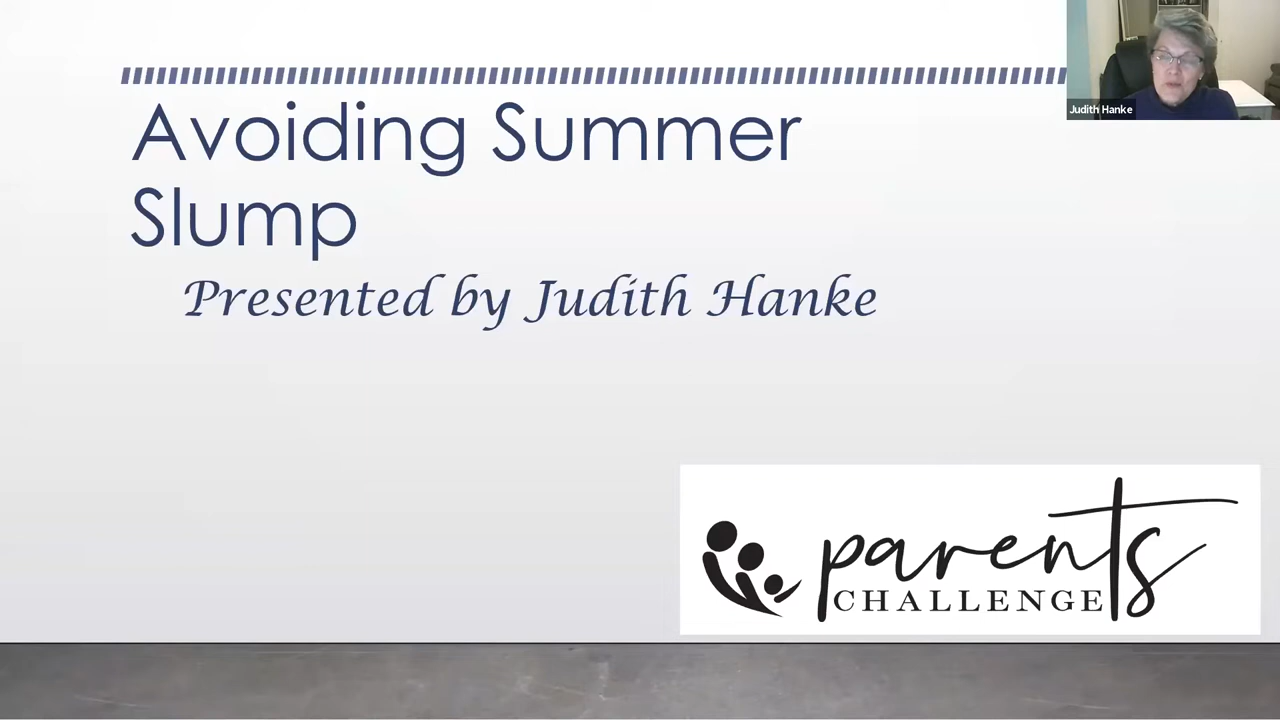 Avoiding Summer
Slump
Presented by Judith Hanke
Judith Hanke
parents
CHALLENGE